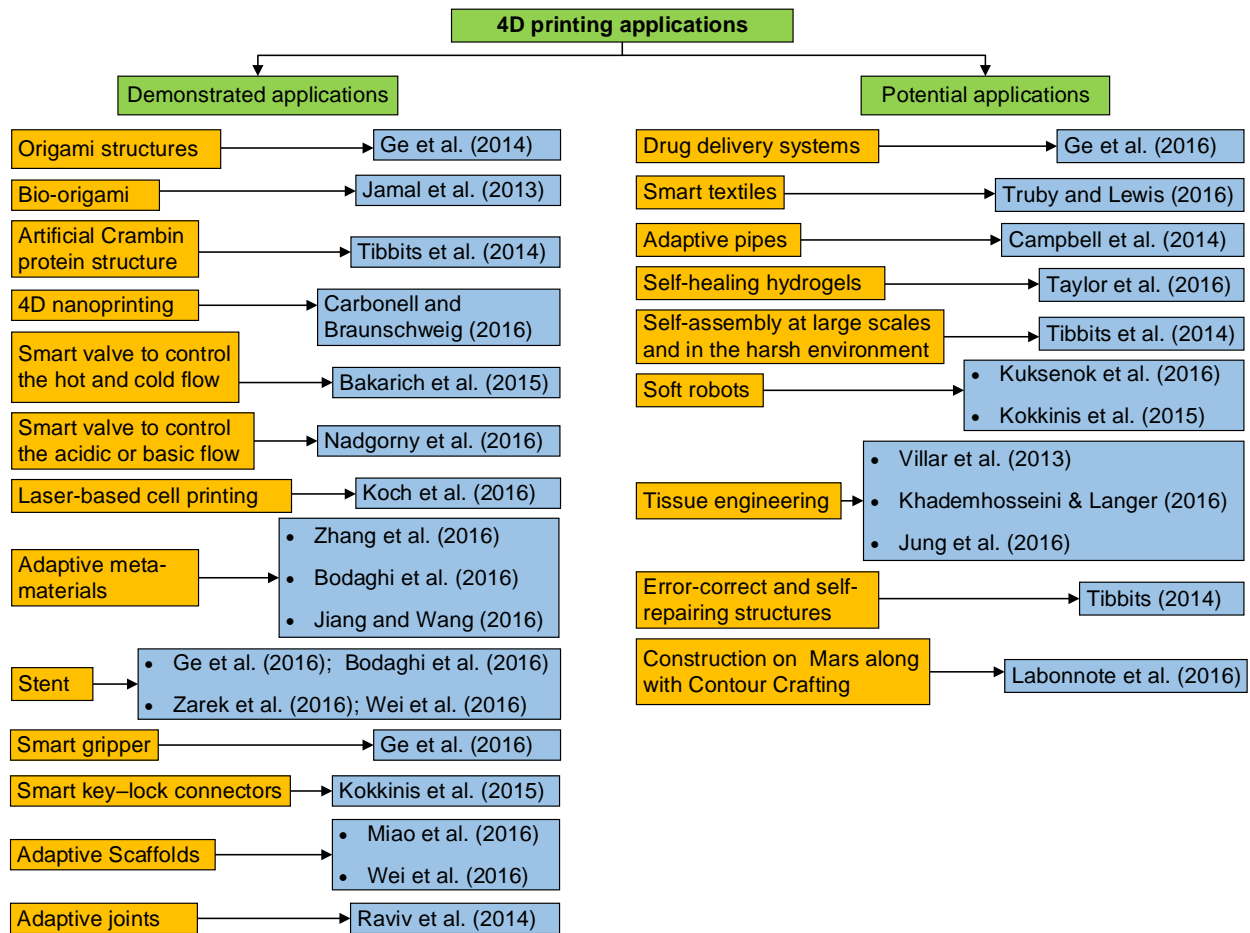 4D printing applications
Demonstrated applications
Potential applications
Origami structures
Ge et al. (2014)
Bio-origami
Jamal et al. (2013)
Artificial Crambin
protein structure
Tibbits et al. (2014)
4D nanoprinting
Carbonell and
Braunschweig (2016)
Smart valve to control
the hot and cold flow
Bakarich et al. (2015)
Smart valve to control
the acidic or basic flow
Nadgorny et al. (2016)
Laser-based cell printing
Koch et al. (2016)
Adaptive meta-
materials
• Zhang et al. (2016)
• Bodaghi et al. (2016)
• Jiang and Wang (2016)
Stent
• Ge et al. (2016); Bodaghi et al. (2016)
• Zarek et al. (2016); Wei et al. (2016)
Smart gripper
Ge et al. (2016)
Smart key–lock connectors
Kokkinis et al. (2015)
Adaptive Scaffolds
• Miao et al. (2016)
• Wei et al. (2016)
Adaptive joints
Raviv et al. (2014)
Drug delivery systems
Ge et al. (2016)
Smart textiles
Truby and Lewis (2016)
Adaptive pipes
Campbell et al. (2014)
Self-healing hydrogels
Taylor et al. (2016)
Self-assembly at large scales
and in the harsh environment
Tibbits et al. (2014)
Soft robots
• Kuksenok et al. (2016)
• Kokkinis et al. (2015)
Tissue engineering
• Villar et al. (2013)
• Khademhosseini & Langer (2016)
• Jung et al. (2016)
Error-correct and self-
repairing structures
Tibbits (2014)
Construction on Mars along
with Contour Crafting
Labonnote et al. (2016)